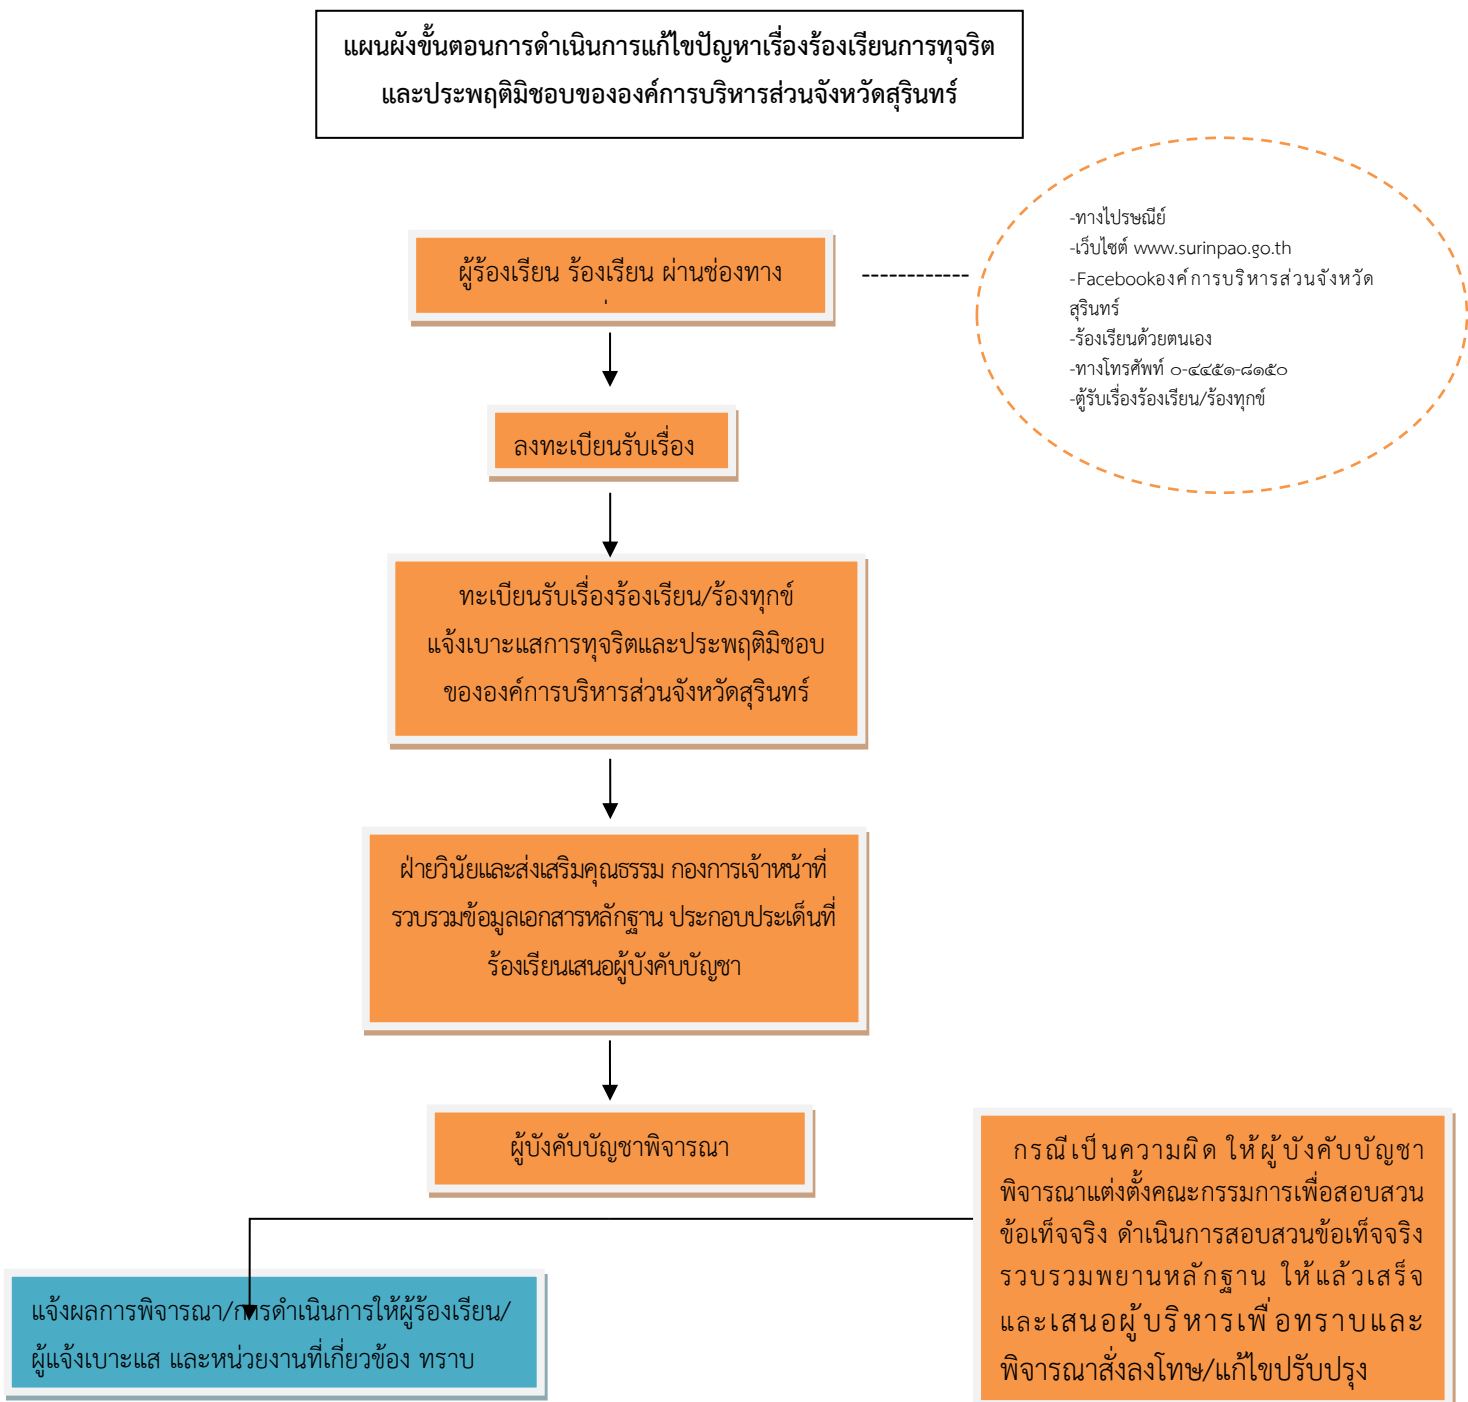 แผนผังขั้นตอนการดำเนินการแก้ไขปัญหาเรื่องร้องเรียนการทุจริต
และประพฤติมิชอบขององค์การบริหารส่วนจังหวัดสุรินทร์
ผู้ร้องเรียน ร้องเรียน ผ่านช่องทาง
-ทางไปรษณีย์
-เว็บไซต์ www.surinpao.go.th
-Facebookองค์การบริหารส่วนจังหวัด
สุรินทร์
-ร้องเรียนด้วยตนเอง
-ทางโทรศัพท์ ๐-๔๔๕๑-๘๑๕๐
-ตู้รับเรื่องร้องเรียน/ร้องทุกข์
ลงทะเบียนรับเรื่อง
ทะเบียนรับเรื่องร้องเรียน/ร้องทุกข์
แจ้งเบาะแสการทุจริตและประพฤติมิชอบ
ขององค์การบริหารส่วนจังหวัดสุรินทร์
ฝ่ายวินัยและส่งเสริมคุณธรรม กองการเจ้าหน้าที่
รวบรวมข้อมูลเอกสารหลักฐาน ประกอบประเด็นที่
ร้องเรียนเสนอผู้บังคับบัญชา
ผู้บังคับบัญชาพิจารณา
กรณีเป็นความผิด ให้ผู้บังคับบัญชา
พิจารณาแต่งตั้งคณะกรรมการเพื่อสอบสวน
ข้อเท็จจริง ดำเนินการสอบสวนข้อเท็จจริง
รวบรวมพยานหลักฐาน ให้แล้วเสร็จ
และเสนอผู้บริหารเพื่อทราบและ
พิจารณาสั่งลงโทษ/แก้ไขปรับปรุง
แจ้งผลการพิจารณา/การดำเนินการให้ผู้ร้องเรียน/
ผู้แจ้งเบาะแส และหน่วยงานที่เกี่ยวข้อง ทราบ